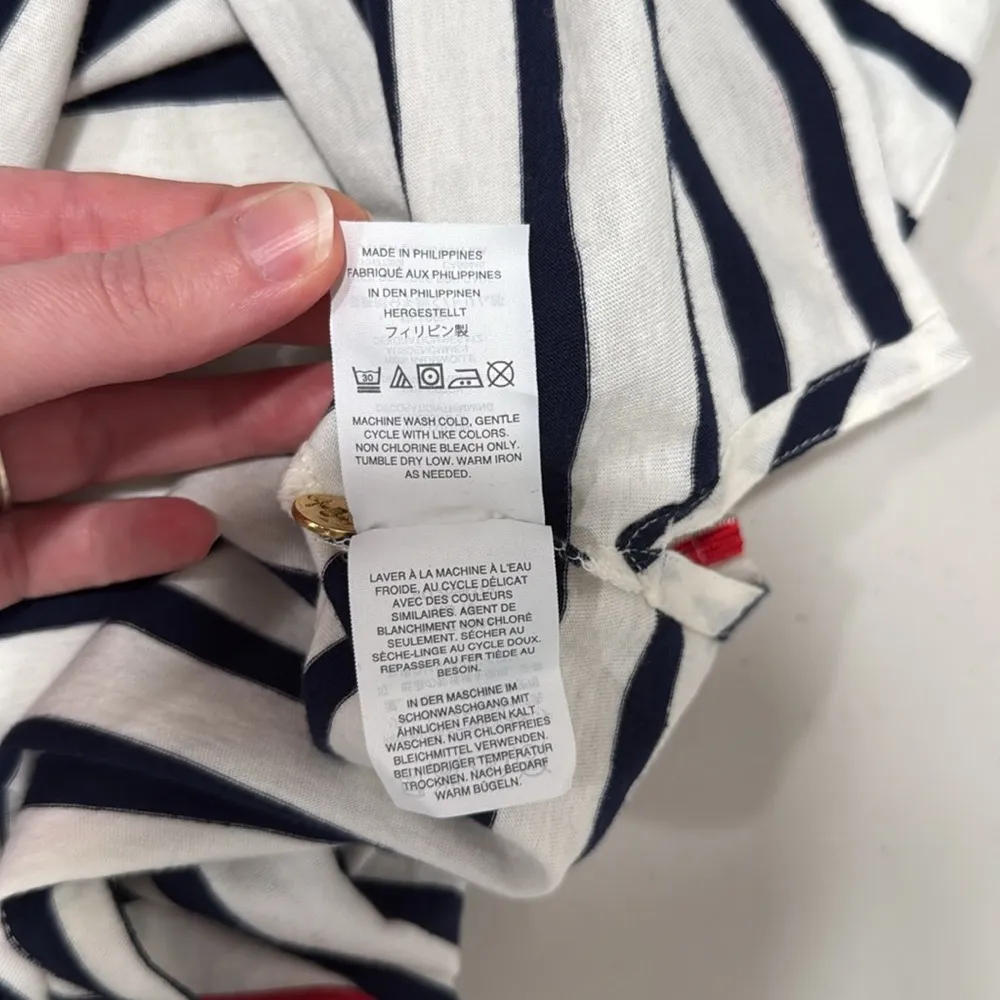 MADE IN PHILIPPINES
FABRIQUÉ AUX PHILIPPINES
IN DEN PHILIPPINEN
HERGESTELLT
フィリピン製
30
MACHINE WASH COLD, GENTLE
CYCLE WITH LIKE COLORS.
NON CHLORINE BLEACH ONLY.
TUMBLE DRY LOW. WARM IRON
AS NEEDED.
LAVER À LA MACHINE À L'EAU
FROIDE, AU CYCLE DÉLICAT
AVEC DES COULEURS
SIMILAIRES. AGENT DE
BLANCHIMENT NON CHLORÉ
SEULEMENT. SÉCHER AU
SÈCHE-LINGE AU CYCLE DOUX.
REPASSER AU FER TIÈDE AU
BESOIN.
IN DER MASCHINE IM
SCHONWASCHGANG MIT
ÄHNLICHEN FARBEN KALT
WASCHEN. NUR CHLORFREIES
BLEICHMITTEL VERWENDEN.
BEI NIEDRIGER TEMPERATUR
TROCKNEN. NACH BEDARF
WARM BÜGELN.